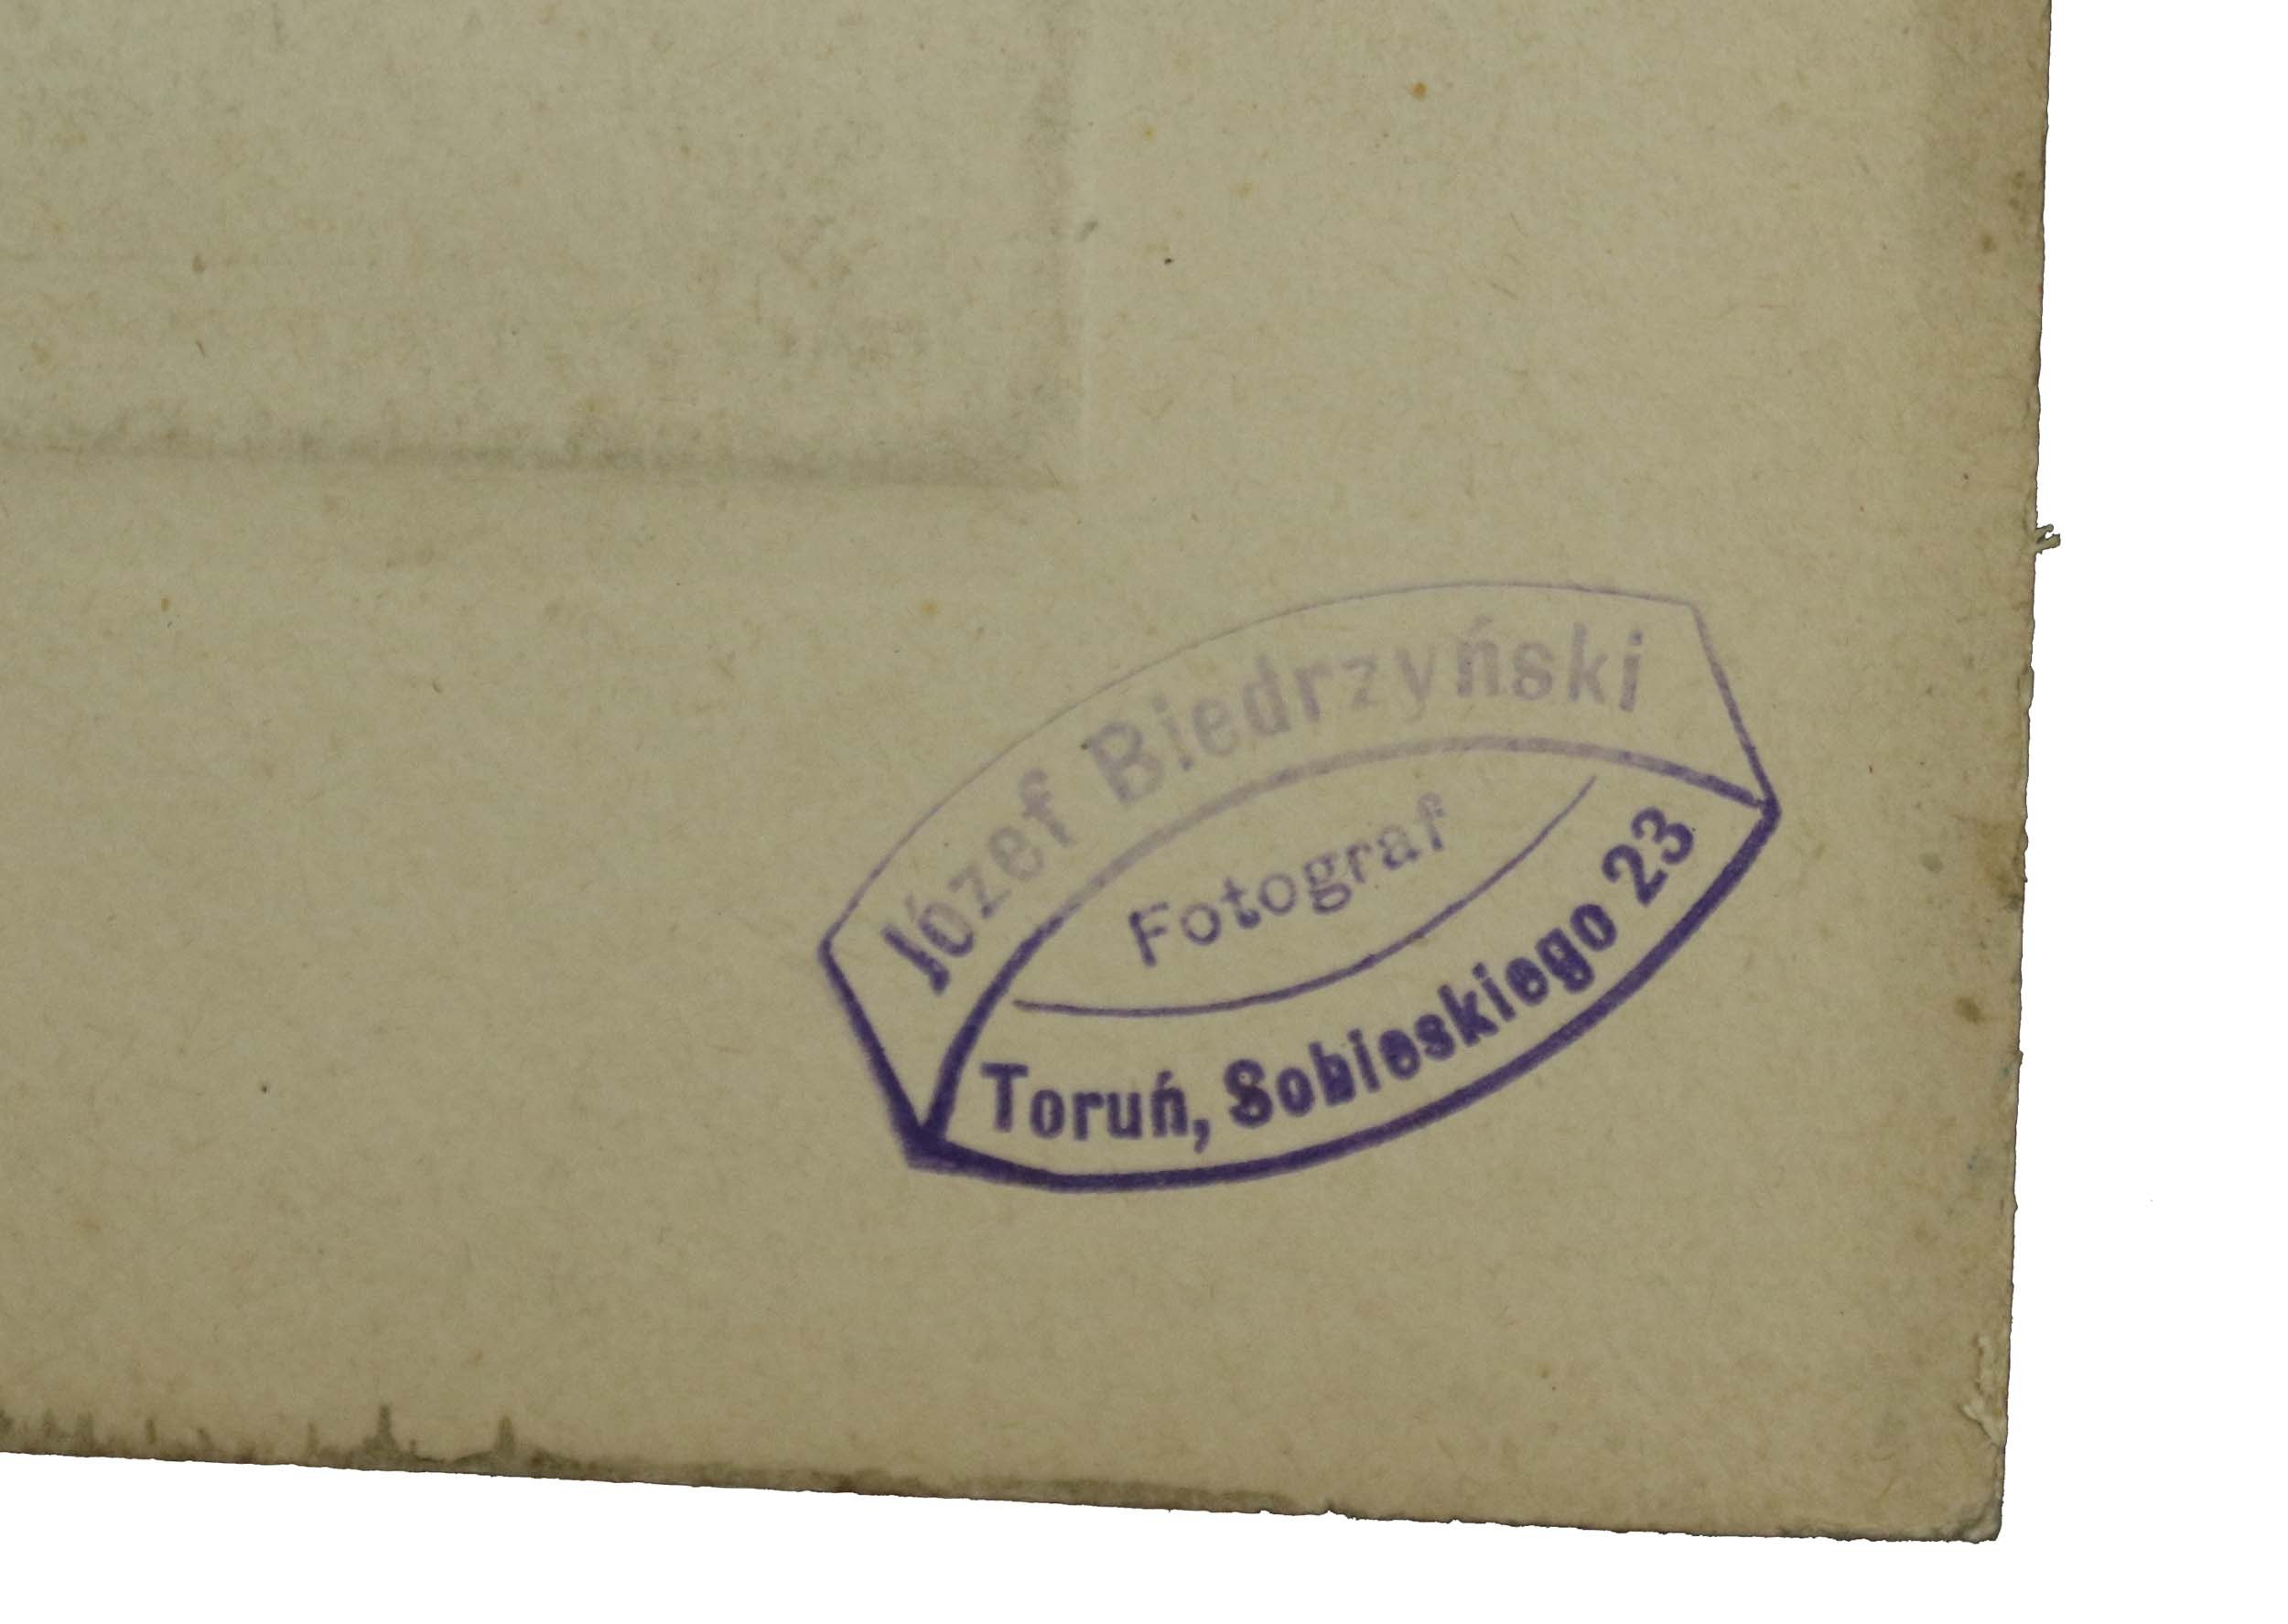 Józef Biedrzyński
Fotograf
Toruń, Sobieskiego 23